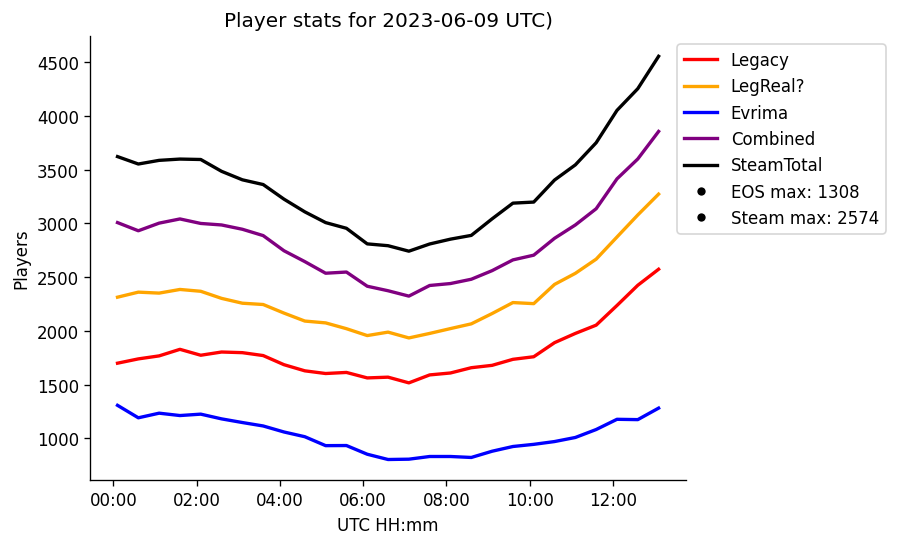 Player stats for 2023-06-09 UTC)
Players
4500
4000
3500
3000
2500
2000
1500
1000
00:00 02:00 04:00 06:00 08:00 10:00 12:00
UTC HH:mm
Legacy
LegReal?
Evrima
Combined
SteamTotal
EOS max: 1308
Steam max: 2574